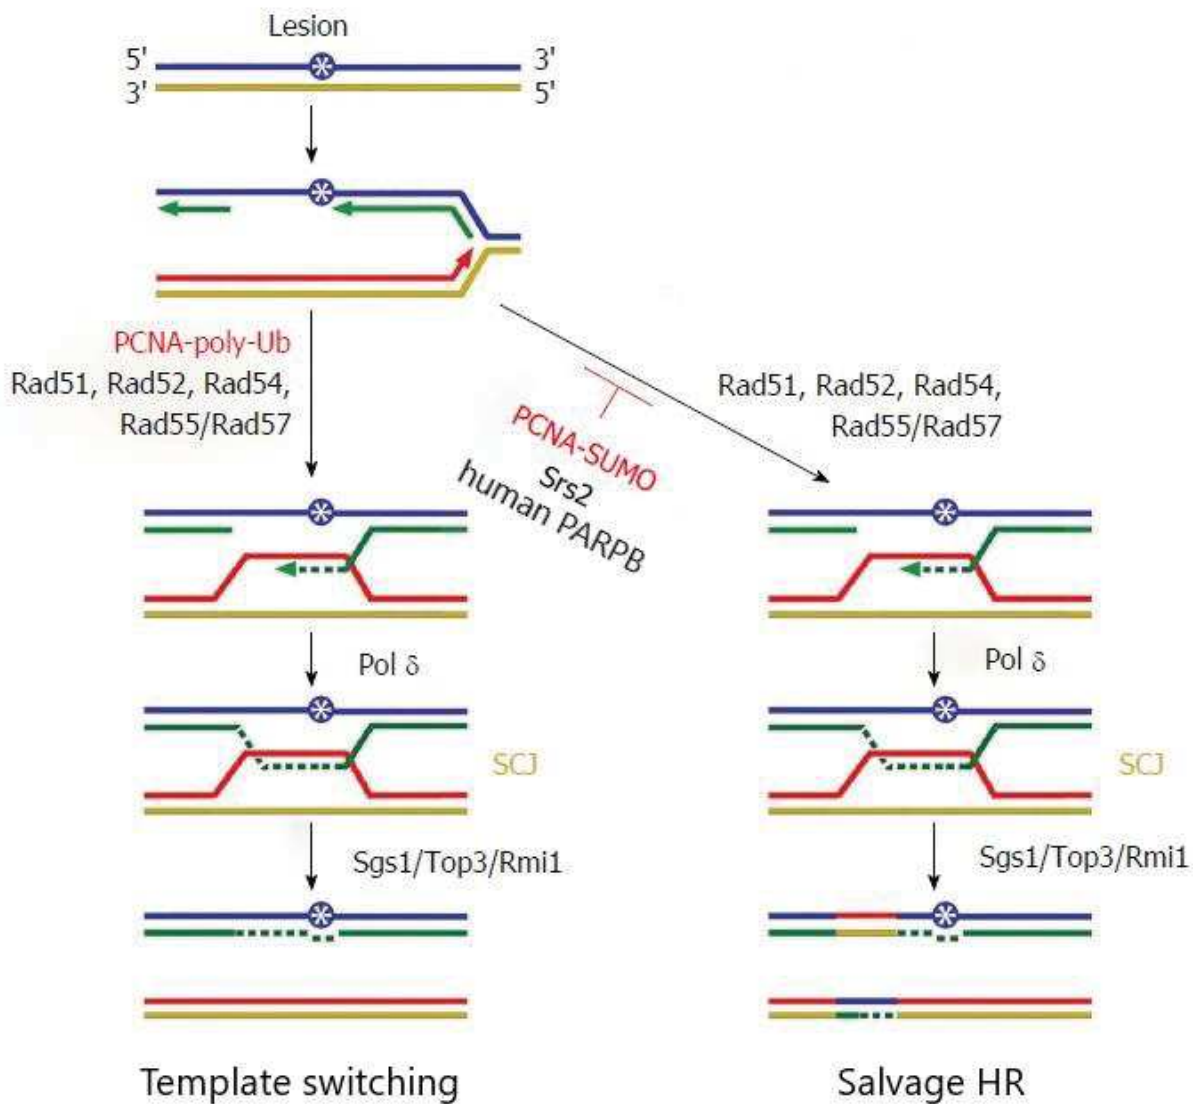 Lesion
5' 3'
3' 5'
PCNA-poly-Ub
Rad51, Rad52, Rad54,
Rad55/Rad57
PCNA-SUMO
Srs2
human PARPB
Rad51, Rad52, Rad54,
Rad55/Rad57
Pol δ
Pol δ
SCJ
SCJ
Sgs1/Top3/Rmi1
Sgs1/Top3/Rmi1
Template switching
Salvage HR